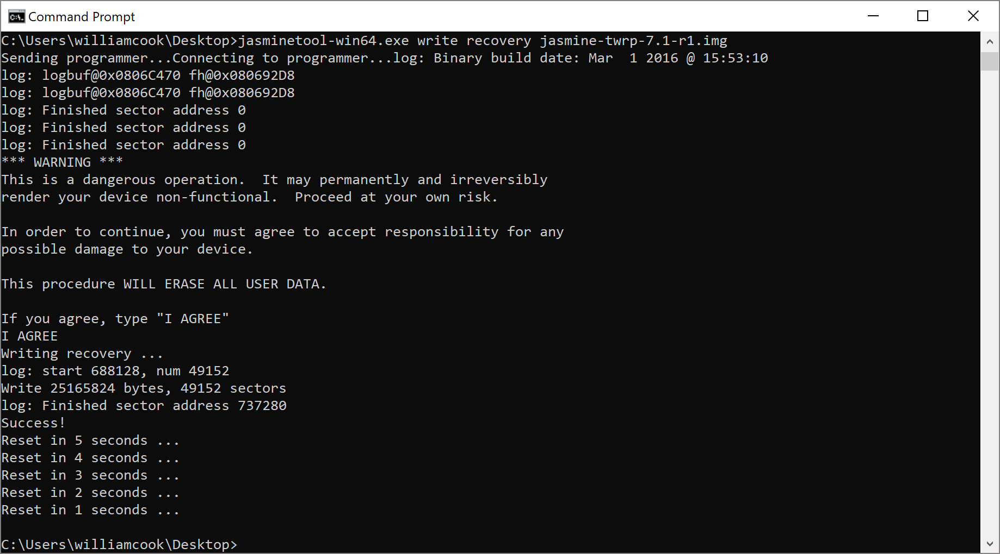 Command Prompt
C:\Users\williamcook\Desktop>jasminetool-win64.exe write recovery jasmine-twrp-7.1-r1.img
Sending programmer...Connecting to programmer...log: Binary build date: Mar  1 2016 @ 15:53:10
log: logbuf@0x0806C470 fh@0x080692D8
log: logbuf@0x0806C470 fh@0x080692D8
log: Finished sector address 0
log: Finished sector address 0
log: Finished sector address 0
*** WARNING ***
This is a dangerous operation.  It may permanently and irreversibly
render your device non-functional.  Proceed at your own risk.
In order to continue, you must agree to accept responsibility for any
possible damage to your device.
This procedure WILL ERASE ALL USER DATA.
If you agree, type "I AGREE"
I AGREE
Writing recovery ...
log: start 688128, num 49152
Write 25165824 bytes, 49152 sectors
log: Finished sector address 737280
Success!
Reset in 5 seconds ...
Reset in 4 seconds ...
Reset in 3 seconds ...
Reset in 2 seconds ...
Reset in 1 seconds ...
C:\Users\williamcook\Desktop>